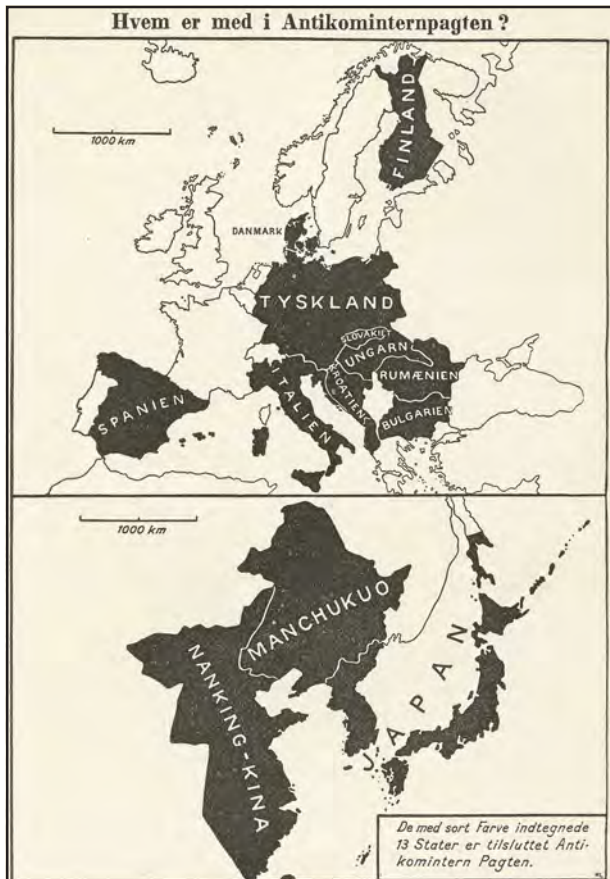 Hvem er med i Antikominternpagten?
1000 km
FINLAND
DANMARK
TYSKLAND
SLOVAKIET
UNGARN
KROATIEN
RUMÆNIEN
SPANIEN
ITALIEN
BULGARIEN
1000 km
MANCHUKUO
NANKING-KINA
JAPAN
De med sort Farve indtegnede
13 Stater er tilsluttet Anti-
komintern Pagten.